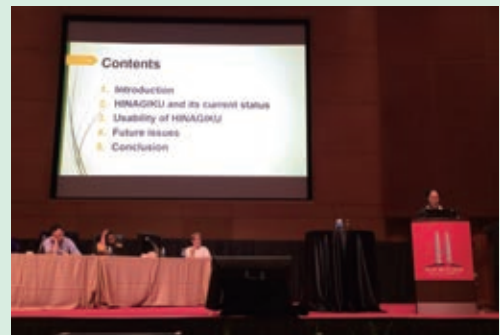 Contents
1. Introduction
2. HINAGIKU and its current status
3. Usability of HINAGIKU
4. Future issues
5. Conclusion